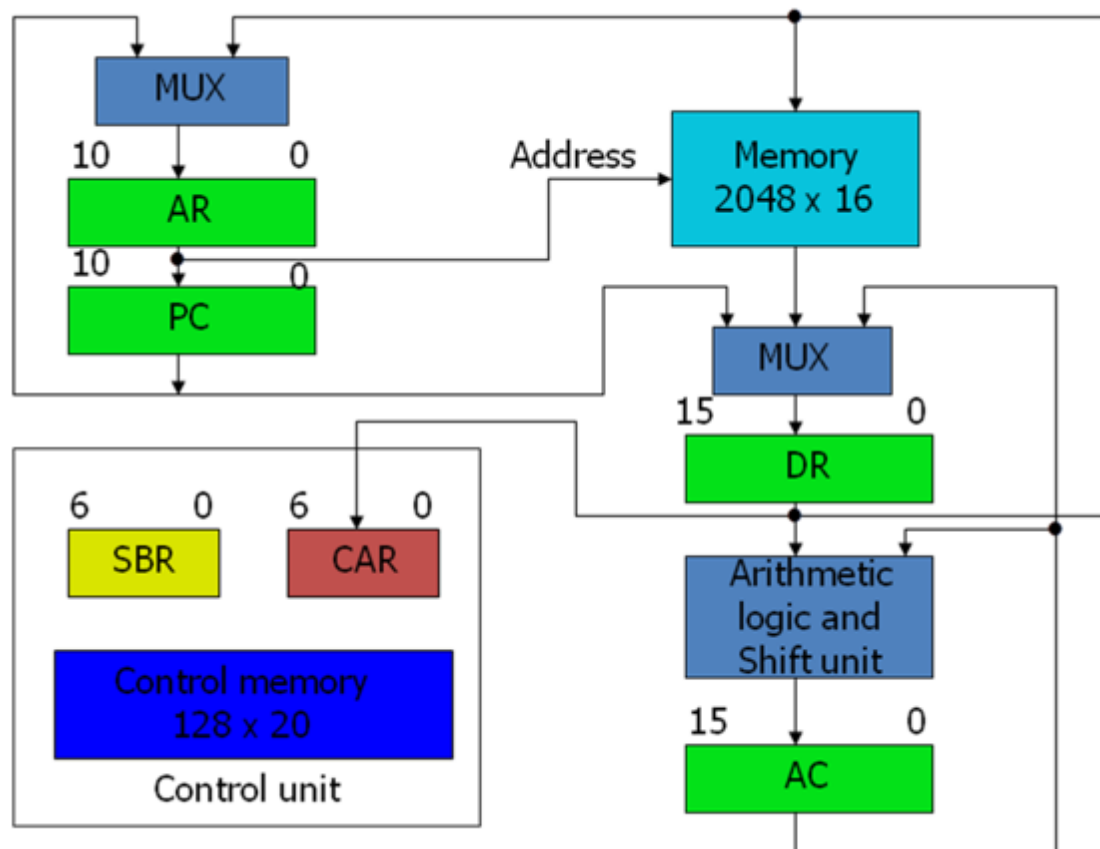 MUX
10 0
Address
Memory
2048 x 16
AR
10 0
PC
MUX
15 0
DR
6 0 6 0
SBR CAR
Arithmetic
logic and
Shift unit
Control memory
128 x 20
15 0
AC
Control unit